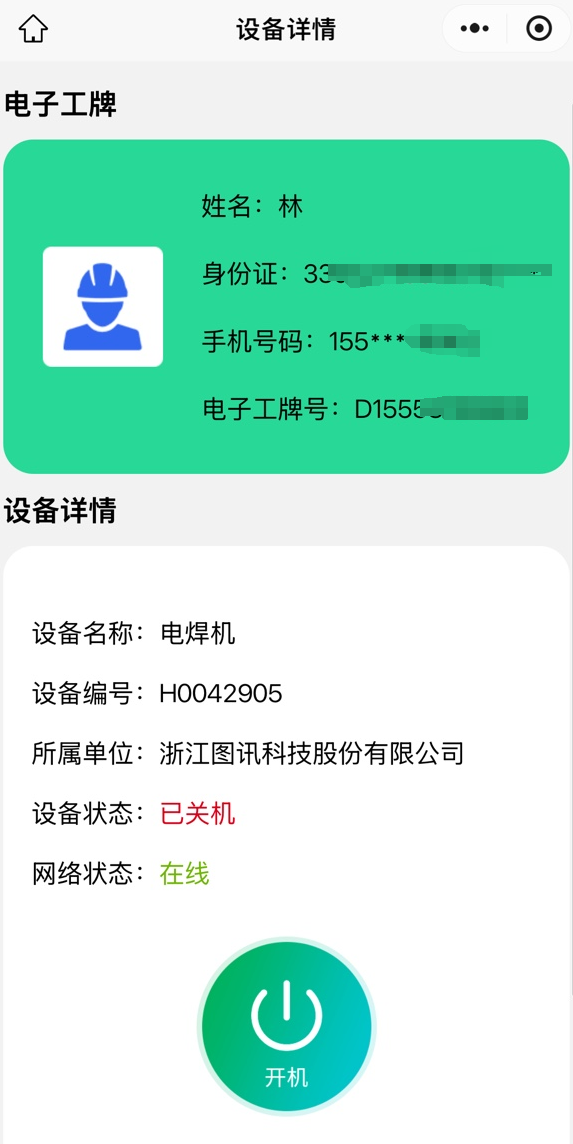 设备详情
电子工牌
姓名：林
身份证：33
手机号码：155***
电子工牌号：D1555
设备详情
设备名称：电焊机
设备编号：H0042905
所属单位：浙江图讯科技股份有限公司
设备状态：已关机
网络状态：在线
开机